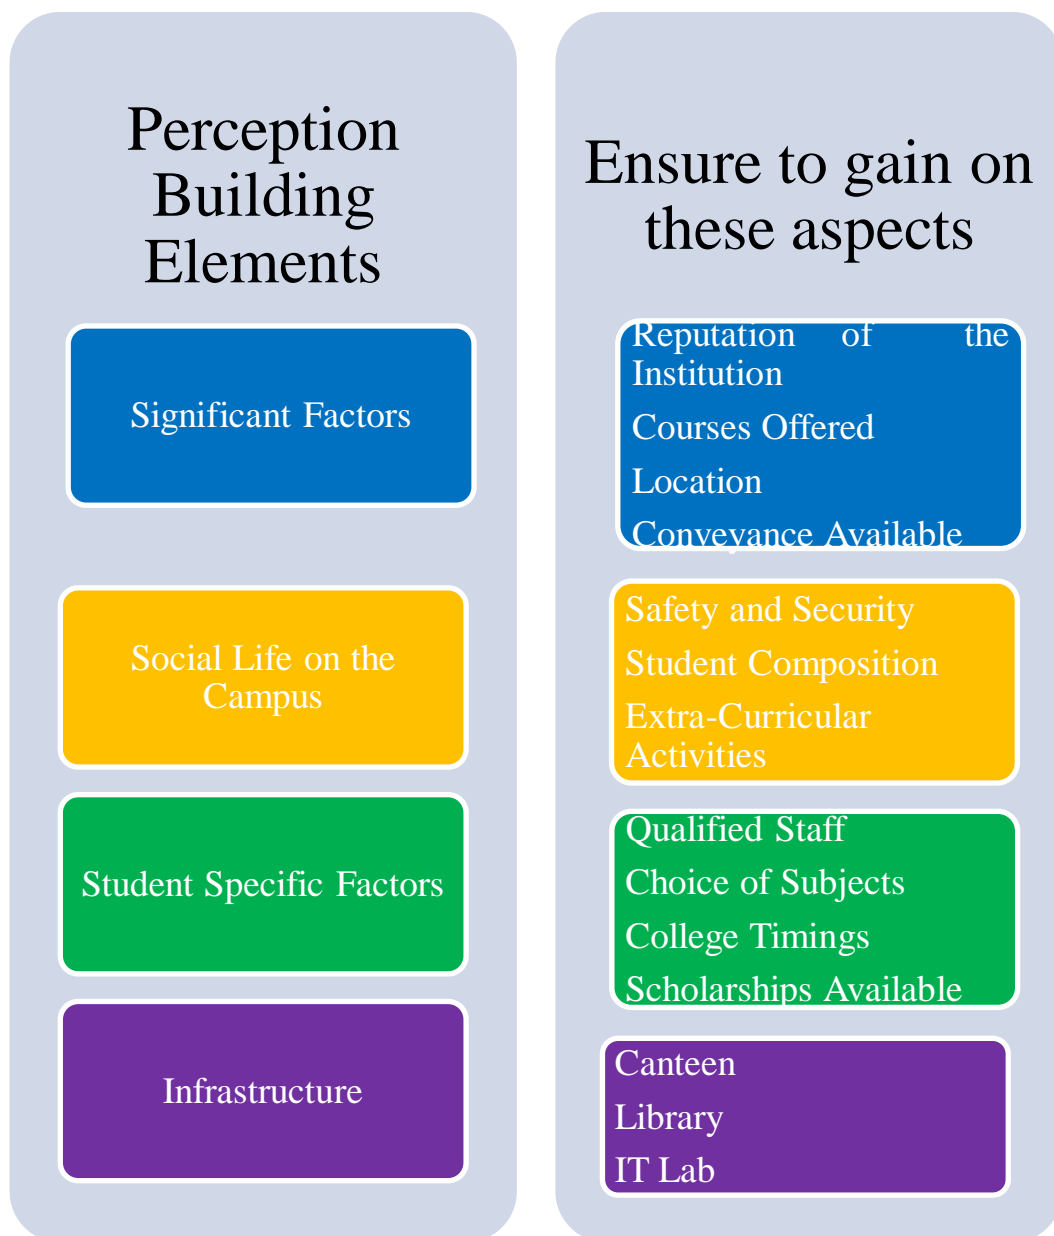 Perception
Building
Elements
Significant Factors
Social Life on the
Campus
Student Specific Factors
Infrastructure
Ensure to gain on
these aspects
Reputation of the
Institution
Courses Offered
Location
Conveyance Available
Safety and Security
Student Composition
Extra-Curricular
Activities
Qualified Staff
Choice of Subjects
College Timings
Scholarships Available
Canteen
Library
IT Lab